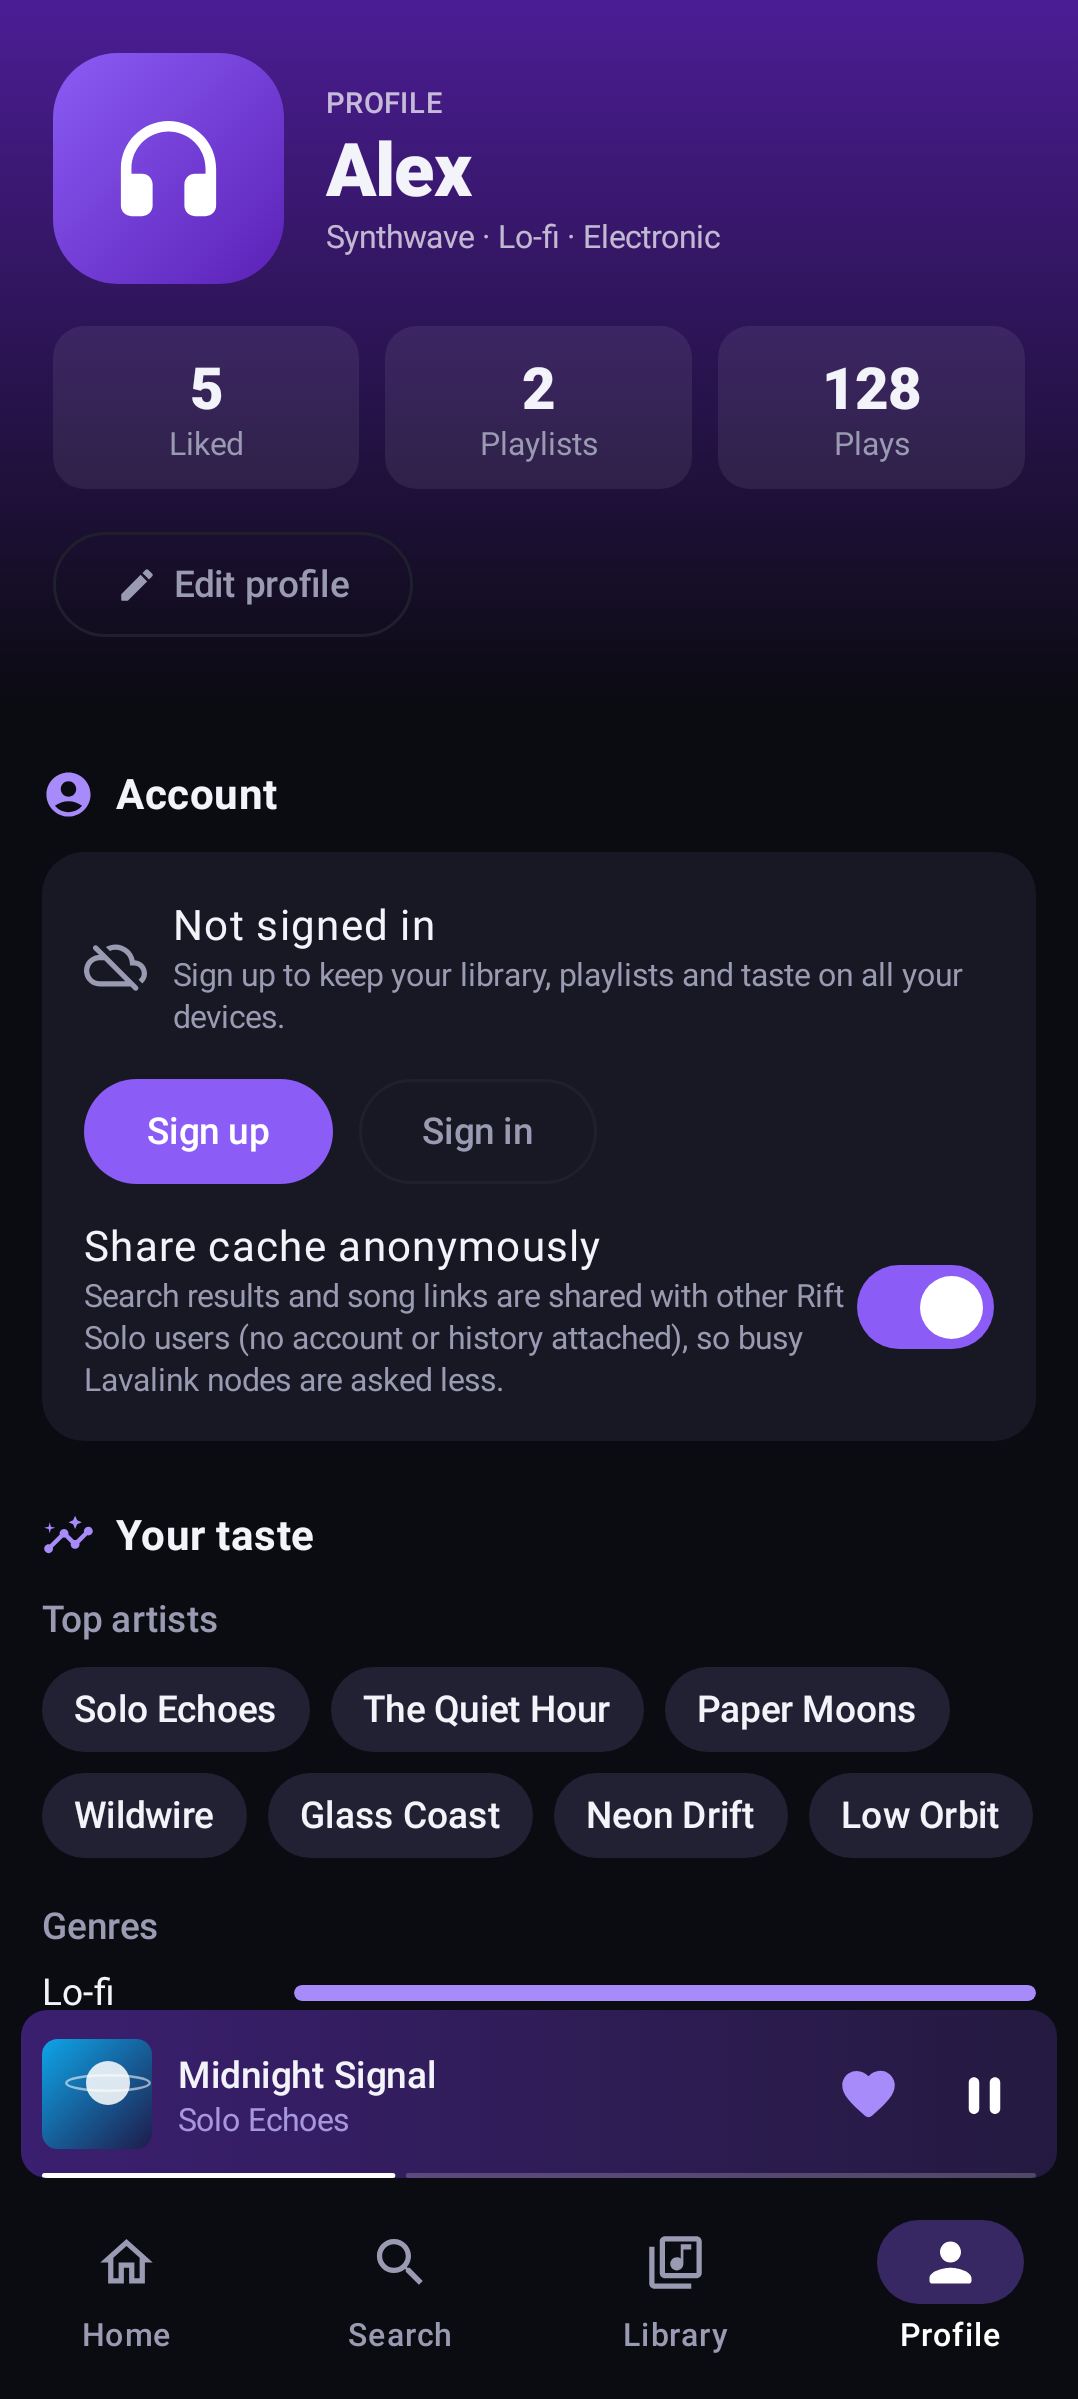 PROFILE
Alex
Synthwave · Lo-fi · Electronic
5
Liked
2
Playlists
128
Plays
Edit profile
Account
Not signed in
Sign up to keep your library, playlists and taste on all your
devices.
Sign up
Sign in
Share cache anonymously
Search results and song links are shared with other Rift
Solo users (no account or history attached), so busy
Lavalink nodes are asked less.
Your taste
Top artists
Solo Echoes
The Quiet Hour
Paper Moons
Wildwire
Glass Coast
Neon Drift
Low Orbit
Genres
Lo-fi
Midnight Signal
Solo Echoes
Home
Search
Library
Profile